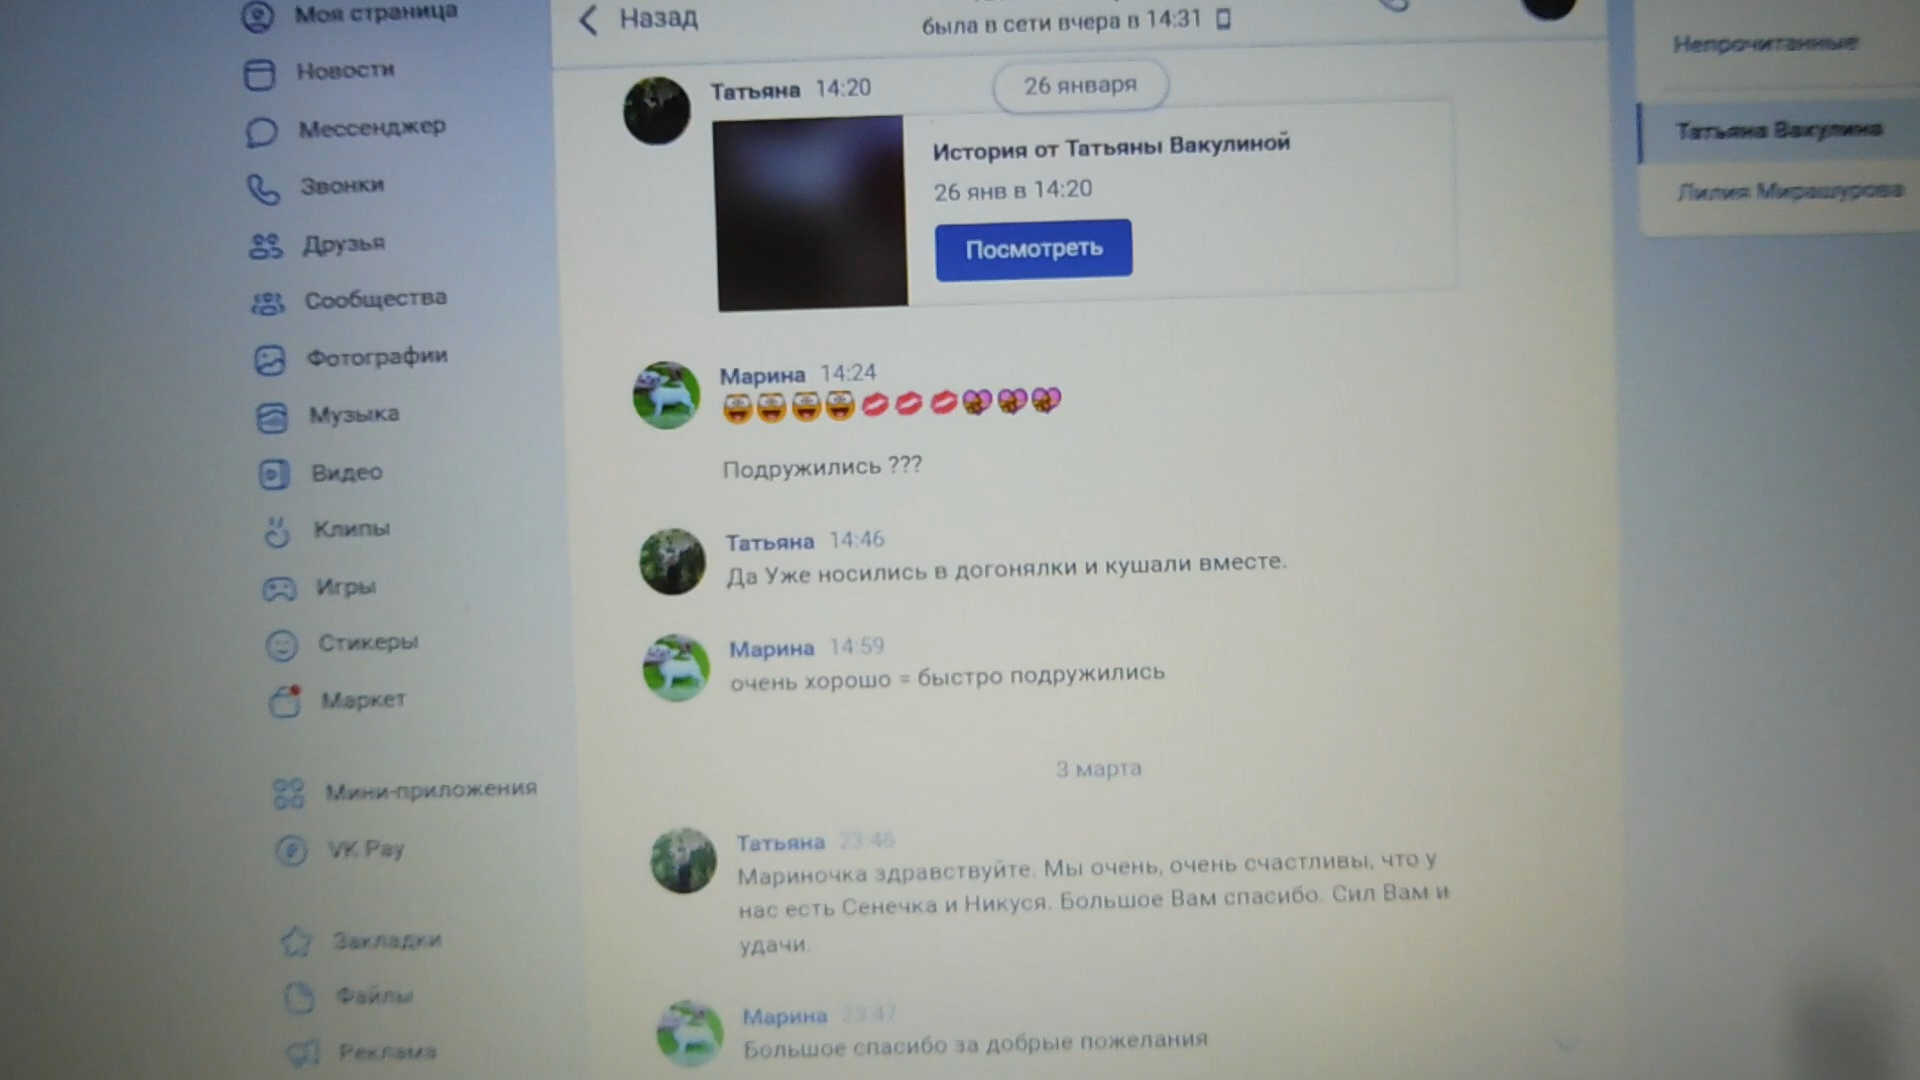 Моя страница
Новости
Мессенджер
Звонки
Друзья
Сообщества
Фотографии
Музыка
Видео
Клипы
Игры
Стикеры
Маркет
Мини-приложения
VK Pay
Закладки
Файлы
Реклама
Назад
была в сети вчера в 14:31
26 января
Татьяна 14:20
История от Татьяны Вакулиной
26 янв в 14:20
Посмотреть
Марина 14:24
Подружились ???
Татьяна 14:46
Да Уже носились в догонялки и кушали вместе.
Марина 14:59
очень хорошо = быстро подружились
3 марта
Татьяна 23:46
Мариночка здравствуйте. Мы очень, очень счастливы, что у
нас есть Сенечка и Никуся. Большое Вам спасибо. Сил Вам и
удачи.
Марина 23:47
Большое спасибо за добрые пожелания
Непрочитанные
Татьяна Вакулина
Лилия Мирашурова